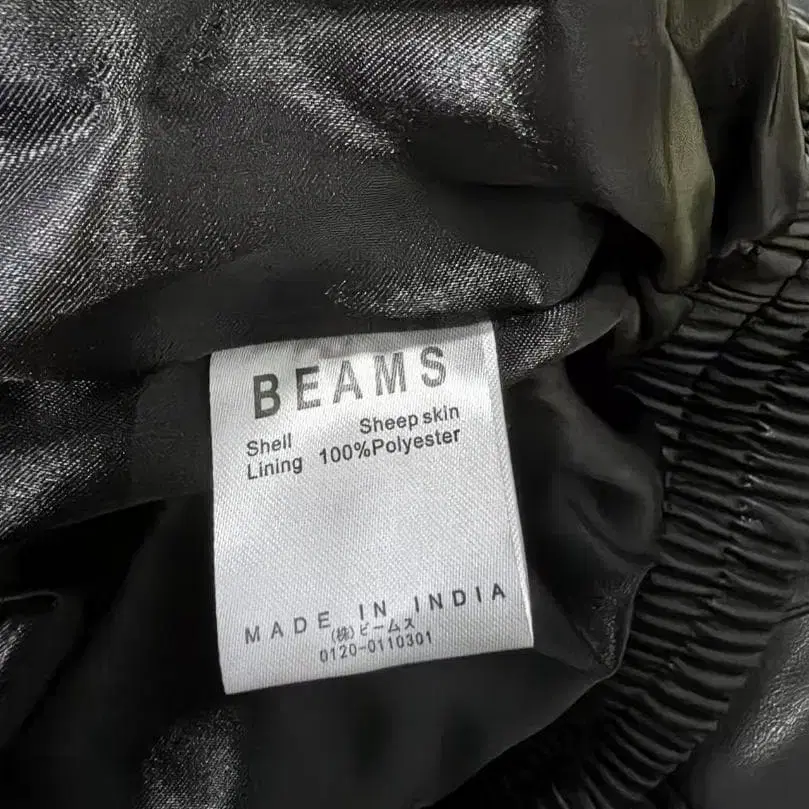 BEAMS
Shell Sheep skin
Lining 100%Polyester
MADE IN INDIA
(株)ビームス
0120-0110301